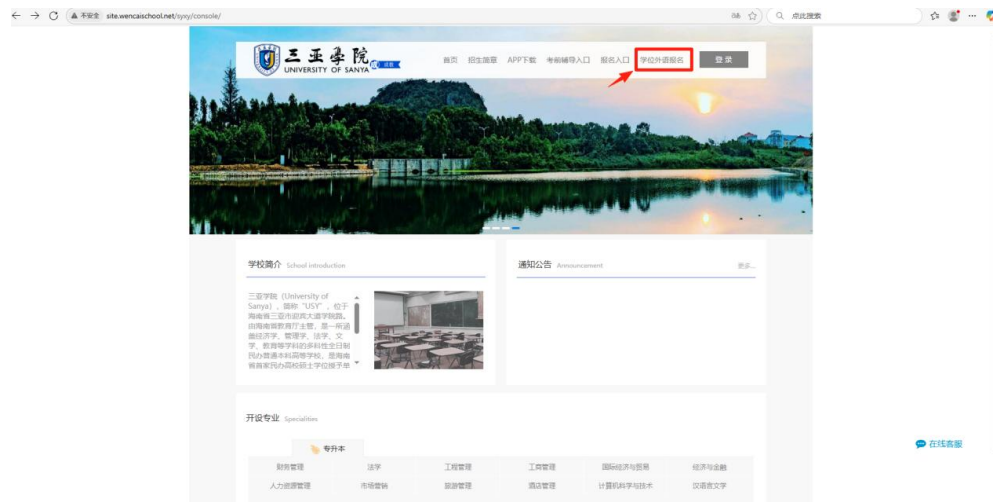 不安全 site.wencaischool.net/syxy/console/
点此搜索
三亚学院
UNIVERSITY OF SANYA
首页 招生简章 APP下载 考前辅导入口 报名入口 学位外语报名 登录
学校简介 School introduction
三亚学院（University of
Sanya），简称“USY”，位于
海南省三亚市迎宾大道学院路。
由海南省教育厅主管，是一所涵
盖经济学、管理学、法学、文
学、教育等学科的多科性全日制
民办普通本科高等学校，是海南
省首家民办高校硕士学位授予单
通知公告 Announcement 更多...
开设专业 Specialities
专升本
财务管理 法学 工程管理 工商管理 国际经济与贸易 经济与金融
人力资源管理 市场营销 旅游管理 酒店管理 计算机科学与技术 汉语言文学
在线客服